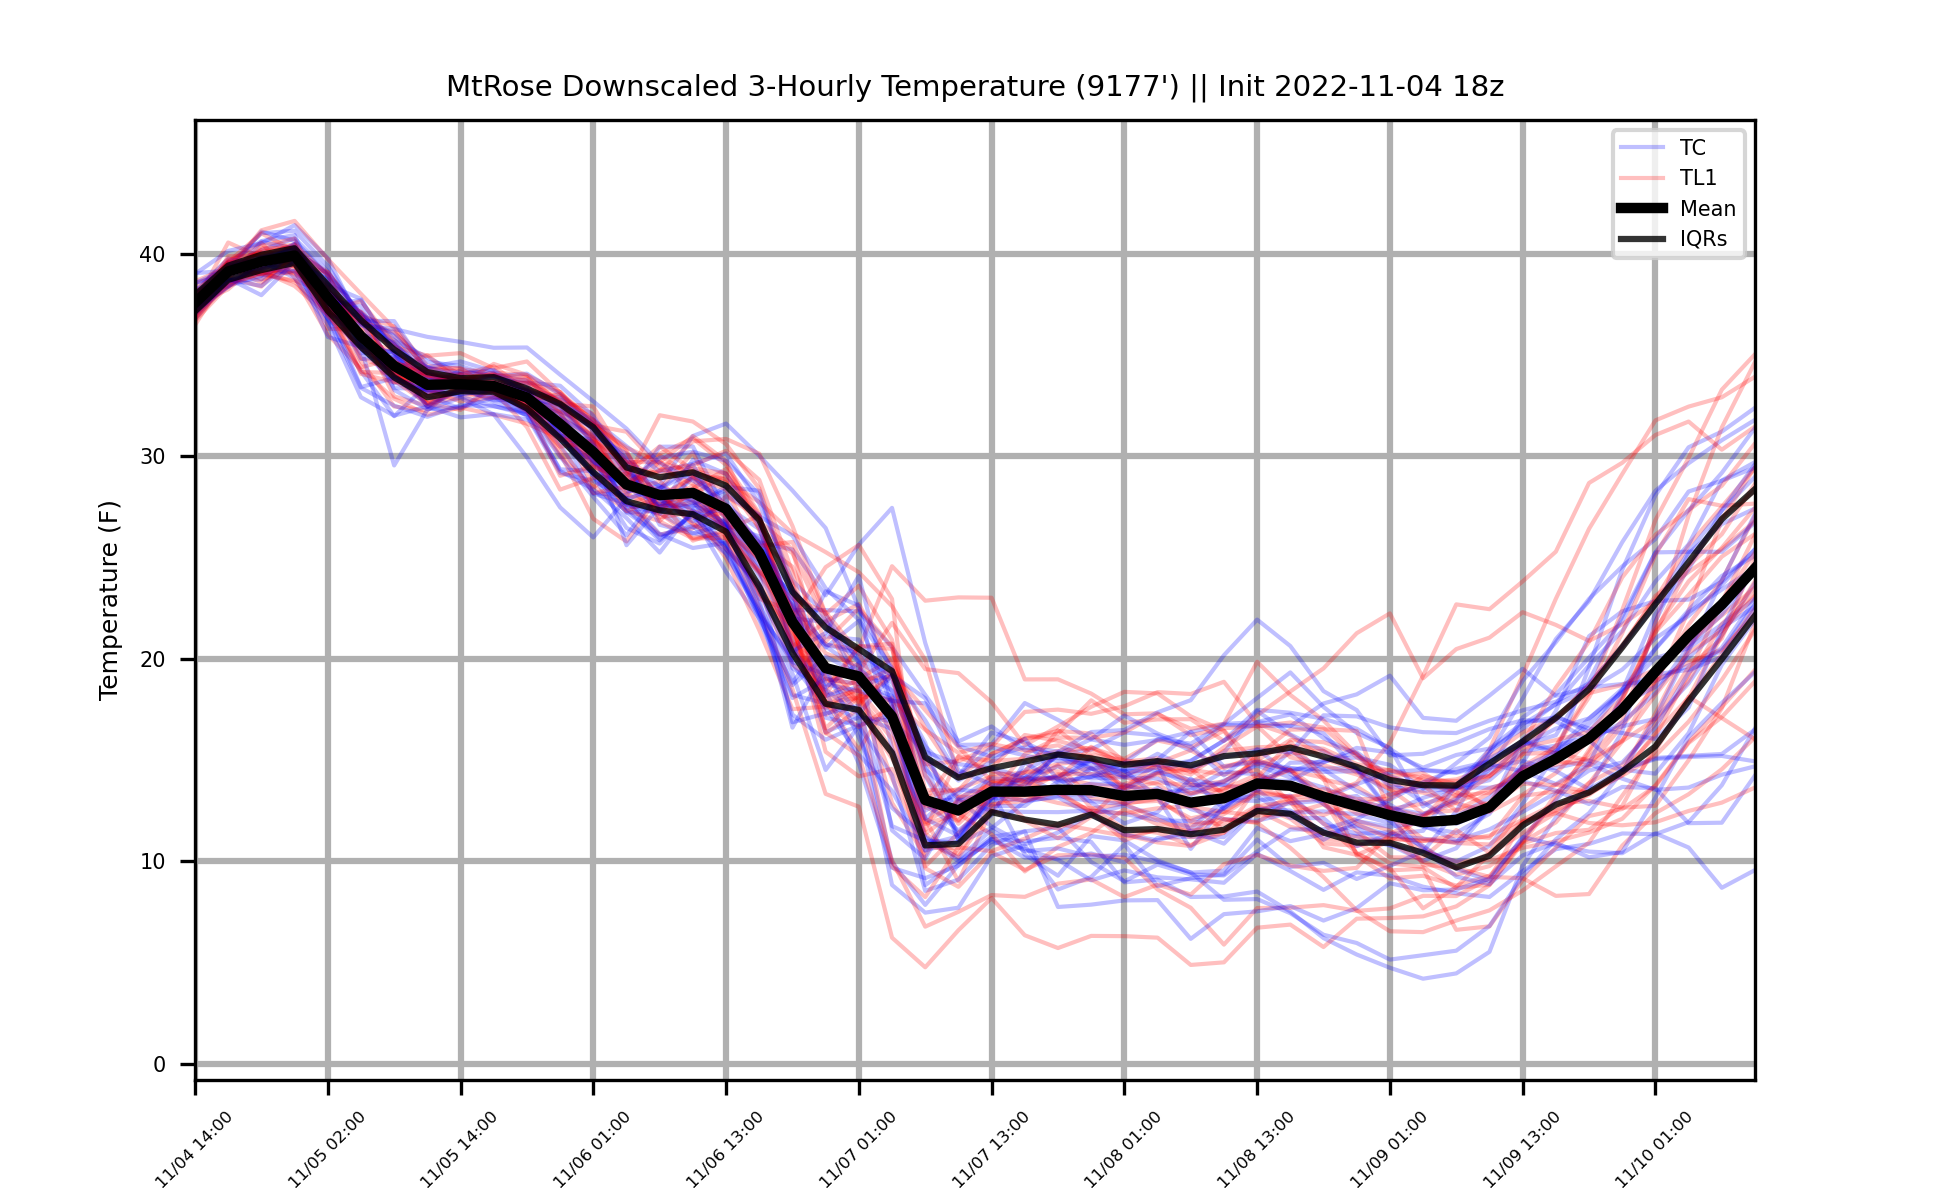 MtRose Downscaled 3-Hourly Temperature (9177') || Init 2022-11-04 18z
TC
TL1
Mean
IQRs
Temperature (F)
40
30
20
10
0
11/04 14:00
11/05 02:00
11/05 14:00
11/06 01:00
11/06 13:00
11/07 01:00
11/07 13:00
11/08 01:00
11/08 13:00
11/09 01:00
11/09 13:00
11/10 01:00